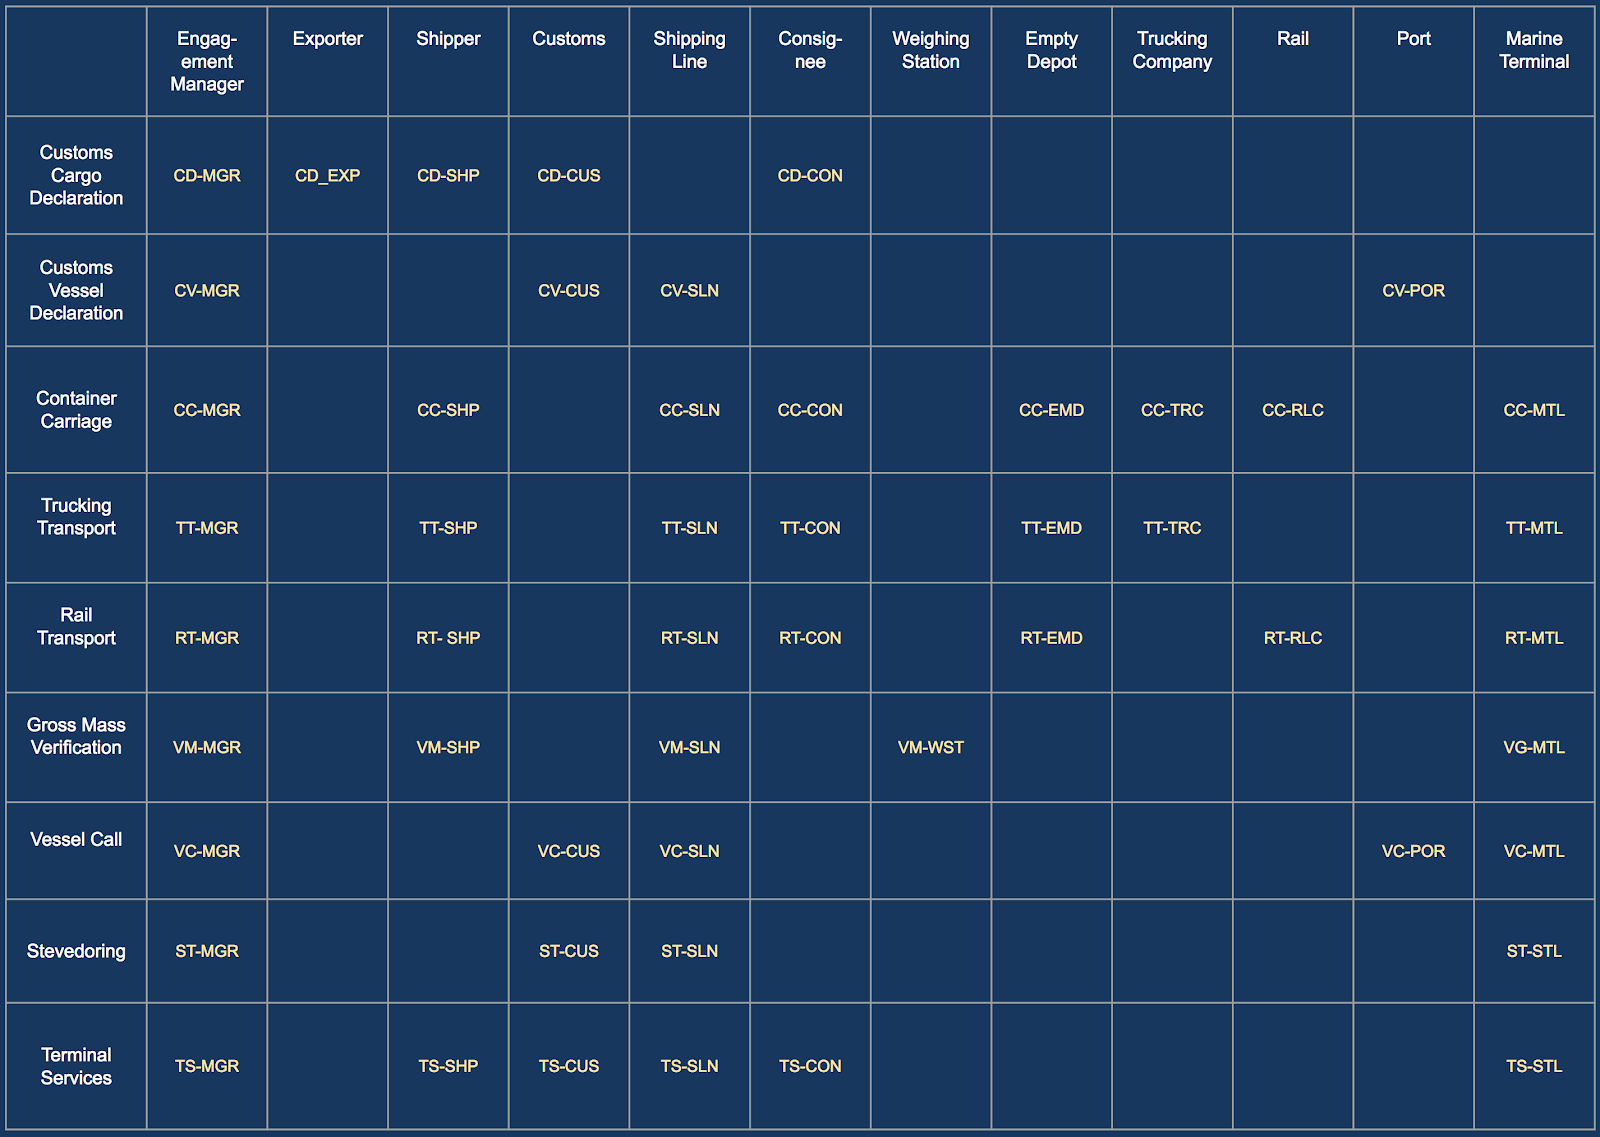 Engag-
ement
Manager
Exporter
Shipper
Customs
Shipping
Line
Consig-
nee
Weighing
Station
Empty
Depot
Trucking
Company
Rail
Port
Marine
Terminal
Customs
Cargo
Declaration
CD-MGR
CD_EXP
CD-SHP
CD-CUS
CD-CON
Customs
Vessel
Declaration
CV-MGR
CV-CUS
CV-SLN
CV-POR
Container
Carriage
CC-MGR
CC-SHP
CC-SLN
CC-CON
CC-EMD
CC-TRC
CC-RLC
CC-MTL
Trucking
Transport
TT-MGR
TT-SHP
TT-SLN
TT-CON
TT-EMD
TT-TRC
TT-MTL
Rail
Transport
RT-MGR
RT- SHP
RT-SLN
RT-CON
RT-EMD
RT-RLC
RT-MTL
Gross Mass
Verification
VM-MGR
VM-SHP
VM-SLN
VM-WST
VG-MTL
Vessel Call
VC-MGR
VC-CUS
VC-SLN
VC-POR
VC-MTL
Stevedoring
ST-MGR
ST-CUS
ST-SLN
ST-STL
Terminal
Services
TS-MGR
TS-SHP
TS-CUS
TS-SLN
TS-CON
TS-STL